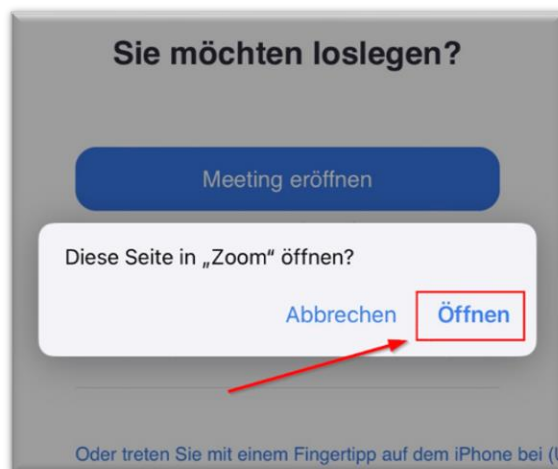 Sie möchten loslegen?
Meeting eröffnen
Diese Seite in „Zoom“ öffnen?
Abbrechen Öffnen
Oder treten Sie mit einem Fingertipp auf dem iPhone bei